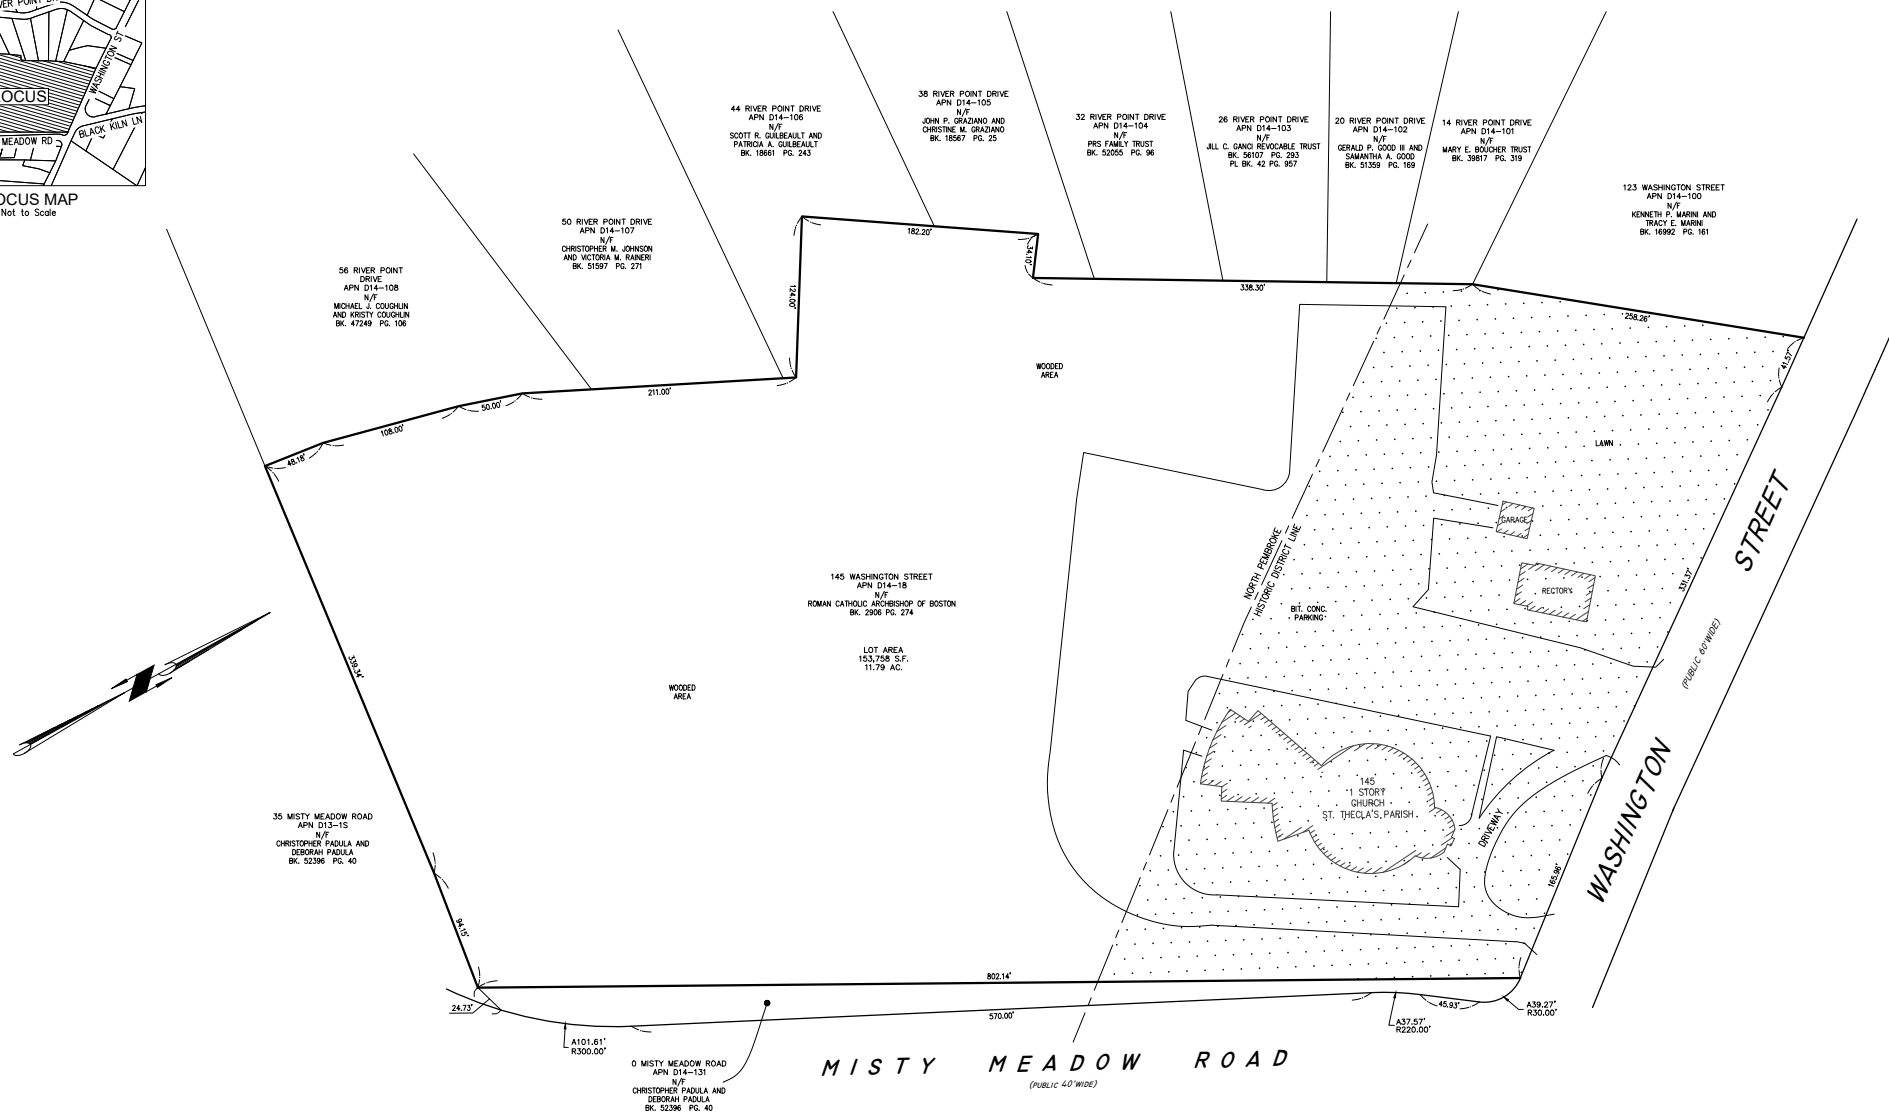 WASHINGTON ST
OCUS
MEADOW RD
BLACK KILN LN
OCUS MAP
Not to Scale
44 RIVER POINT DRIVE
APN D14-106
N/F
SCOTT R. GUILBEAULT AND
PATRICIA A. GUILBEAULT
BK. 18661 PG. 243
38 RIVER POINT DRIVE
APN D14-105
N/F
JOHN P. GRAZIANO AND
CHRISTINE M. GRAZIANO
BK. 18567 PG. 25
32 RIVER POINT DRIVE
APN D14-104
N/F
PRS FAMILY TRUST
BK. 52055 PG. 96
26 RIVER POINT DRIVE
APN D14-103
N/F
JILL C. GANCI REVOCABLE TRUST
BK. 56107 PG. 293
PL BK. 42 PG. 957
20 RIVER POINT DRIVE
APN D14-102
N/F
GERALD P. GOOD III AND
SAMANTHA A. GOOD
BK. 51359 PG. 169
14 RIVER POINT DRIVE
APN D14-101
N/F
MARY E. BOUCHER TRUST
BK. 39817 PG. 319
123 WASHINGTON STREET
APN D14-100
N/F
KENNETH P. MARINI AND
TRACY E. MARINI
BK. 16992 PG. 161
50 RIVER POINT DRIVE
APN D14-107
N/F
CHRISTOPHER M. JOHNSON
AND VICTORIA M. RAINERI
BK. 51597 PG. 271
56 RIVER POINT
DRIVE
APN D14-108
N/F
MICHAEL J. COUGHLIN
AND KRISTY COUGHLIN
BK. 47249 PG. 106
182.20'
34.10'
124.00'
338.30'
258.26'
41.57'
211.00'
50.00'
108.00'
48.18'
WOODED
AREA
LAWN
GARAGE
RECTORY
NORTH PEMBROKE
HISTORIC DISTRICT LINE
BIT. CONC.
PARKING
331.37'
WASHINGTON STREET
(PUBLIC 60'WIDE)
145 WASHINGTON STREET
APN D14-18
N/F
ROMAN CATHOLIC ARCHBISHOP OF BOSTON
BK. 2906 PG. 274
LOT AREA
153,758 S.F.
11.79 AC.
WOODED
AREA
339.34'
145
1 STORY
CHURCH
ST. THECLA'S PARISH
DRIVEWAY
165.96'
35 MISTY MEADOW ROAD
APN D13-1S
N/F
CHRISTOPHER PADULA AND
DEBORAH PADULA
BK. 52396 PG. 40
94.15'
802.14'
24.73'
570.00'
45.93'
A39.27'
R30.00'
A37.57'
R220.00'
A101.61'
R300.00'
0 MISTY MEADOW ROAD
APN D14-131
N/F
CHRISTOPHER PADULA AND
DEBORAH PADULA
BK. 52396 PG. 40
MISTY MEADOW ROAD
(PUBLIC 40'WIDE)